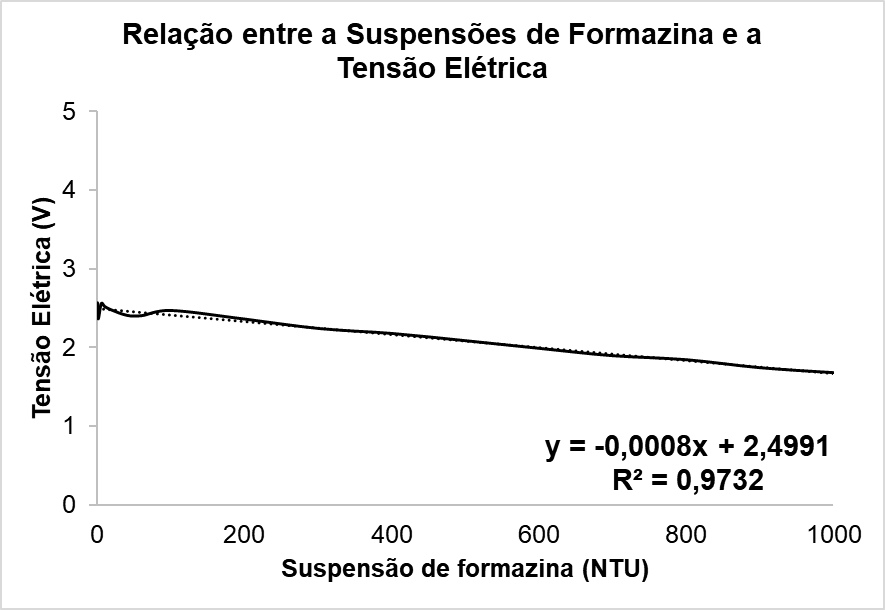 Relação entre a Suspensões de Formazina e a
Tensão Elétrica
5
4
3
2
1
0
Tensão Elétrica (V)
y = -0,0008x + 2,4991
R² = 0,9732
0 200 400 600 800 1000
Suspensão de formazina (NTU)